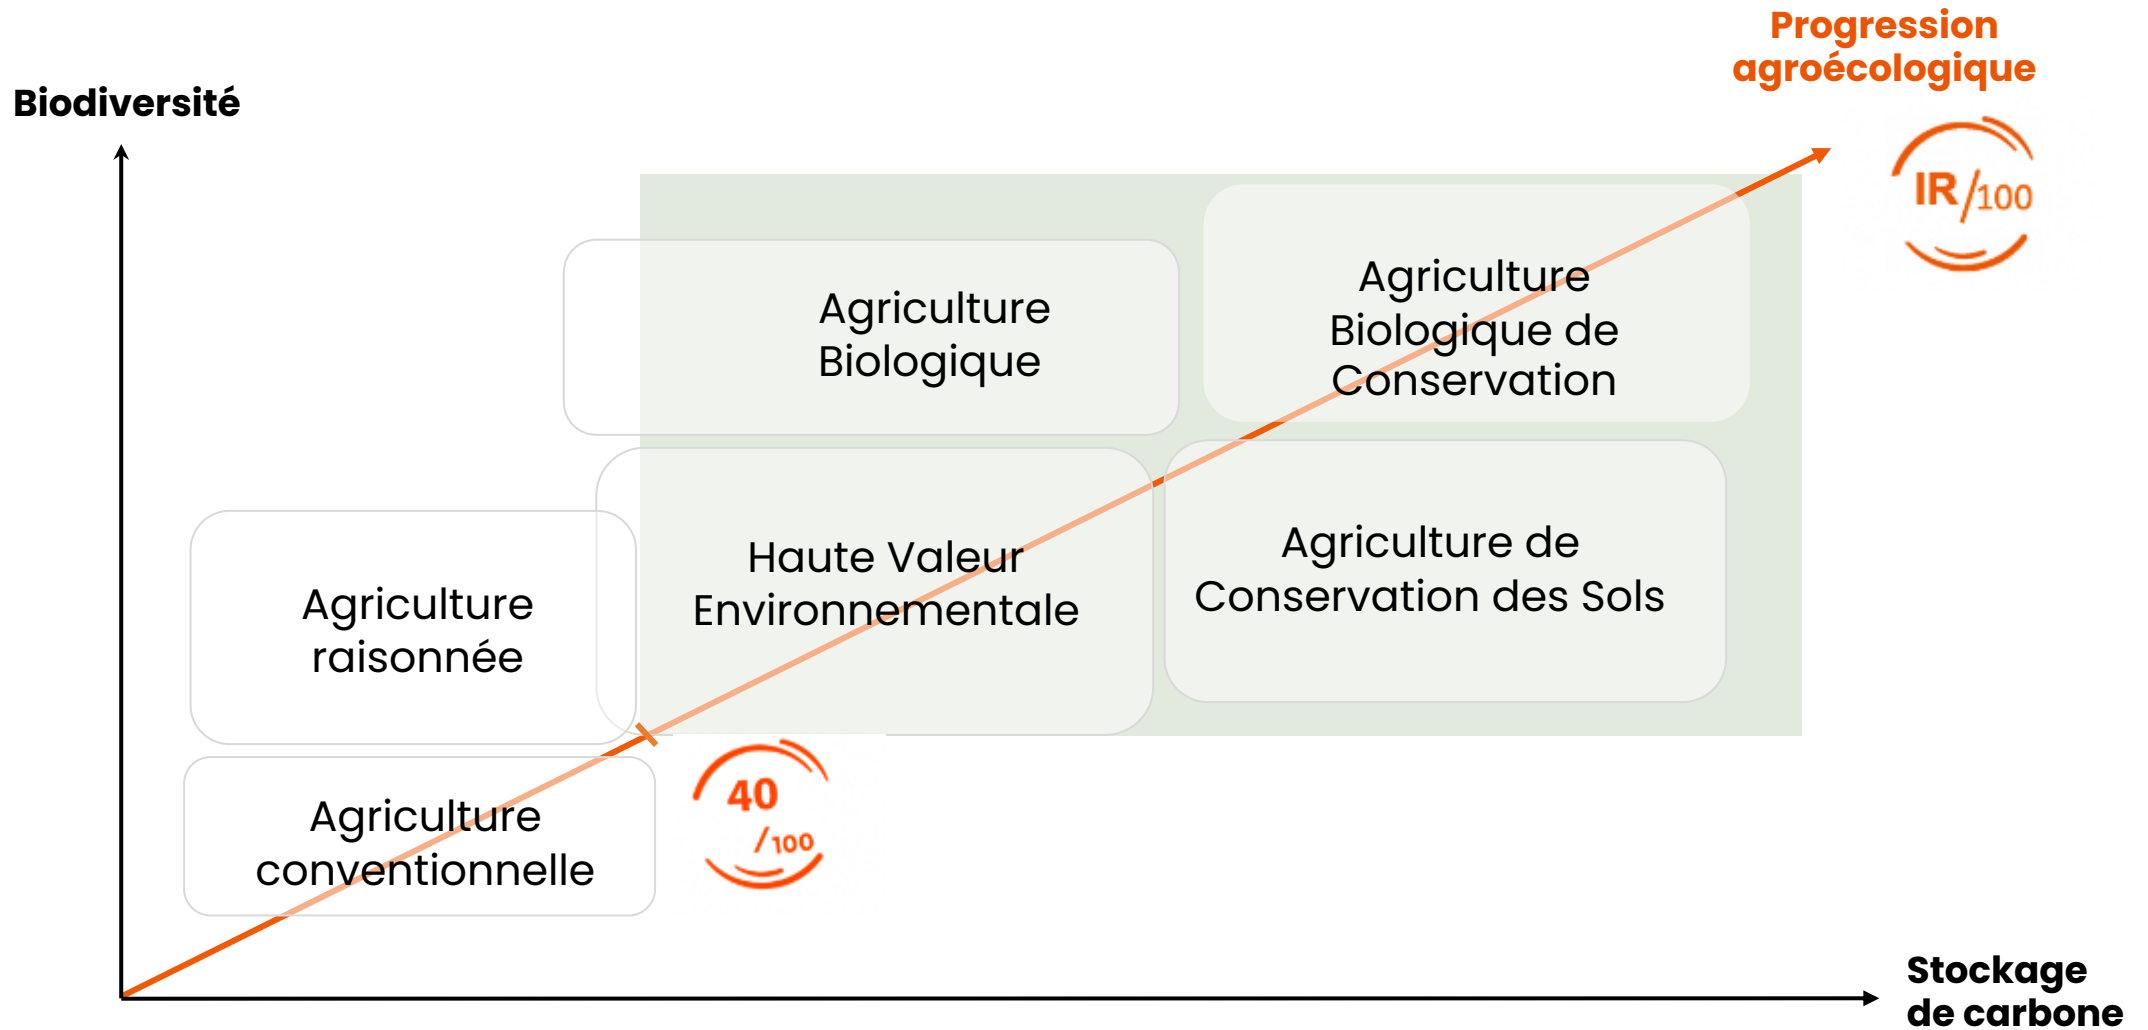 Progression
agroécologique
Biodiversité
IR/100
Agriculture
Biologique
Agriculture
Biologique de
Conservation
Haute Valeur
Environnementale
Agriculture de
Conservation des Sols
Agriculture
raisonnée
40
/100
Agriculture
conventionnelle
Stockage
de carbone